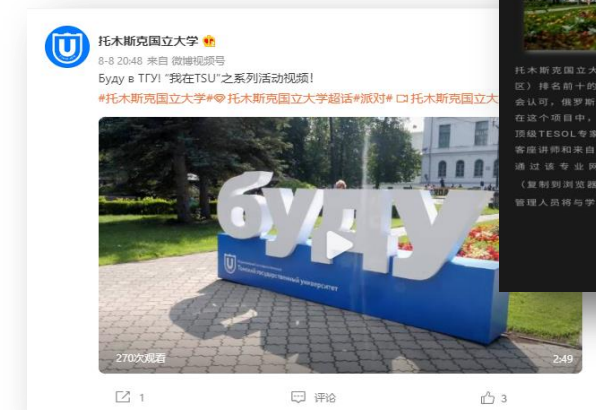 托木斯克国立大学
8-8 20:48 来自 微博视频号
Буду в ТГУ! "我在TSU"之系列活动视频！
#托木斯克国立大学#托木斯克国立大学超话#派对#托木斯克国立大
буду
Томский государственный университет
270次观看
2:49
1
评论
3
托木斯克国立大
区）排名前十的
会认可，俄罗斯
在这个项目中，
顶级TESOL专家
客座讲师和来自
通过该专业网
（复制到浏览器
管理人员将与学